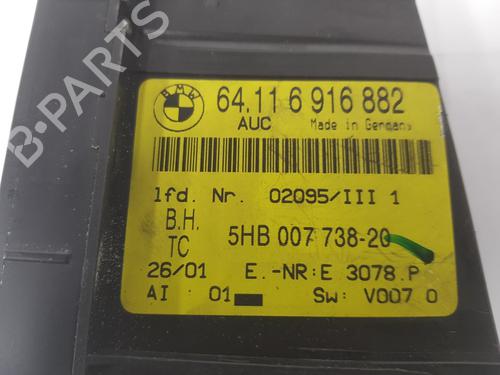 BMW
64.11 6 916 882
AUC Made in Germany
lfd. Nr. 02095/III 1
B.H.
TC 5HB 007 738-20
26/01 E.-NR:E 3078.P
AI : 01 Sw: V007 0